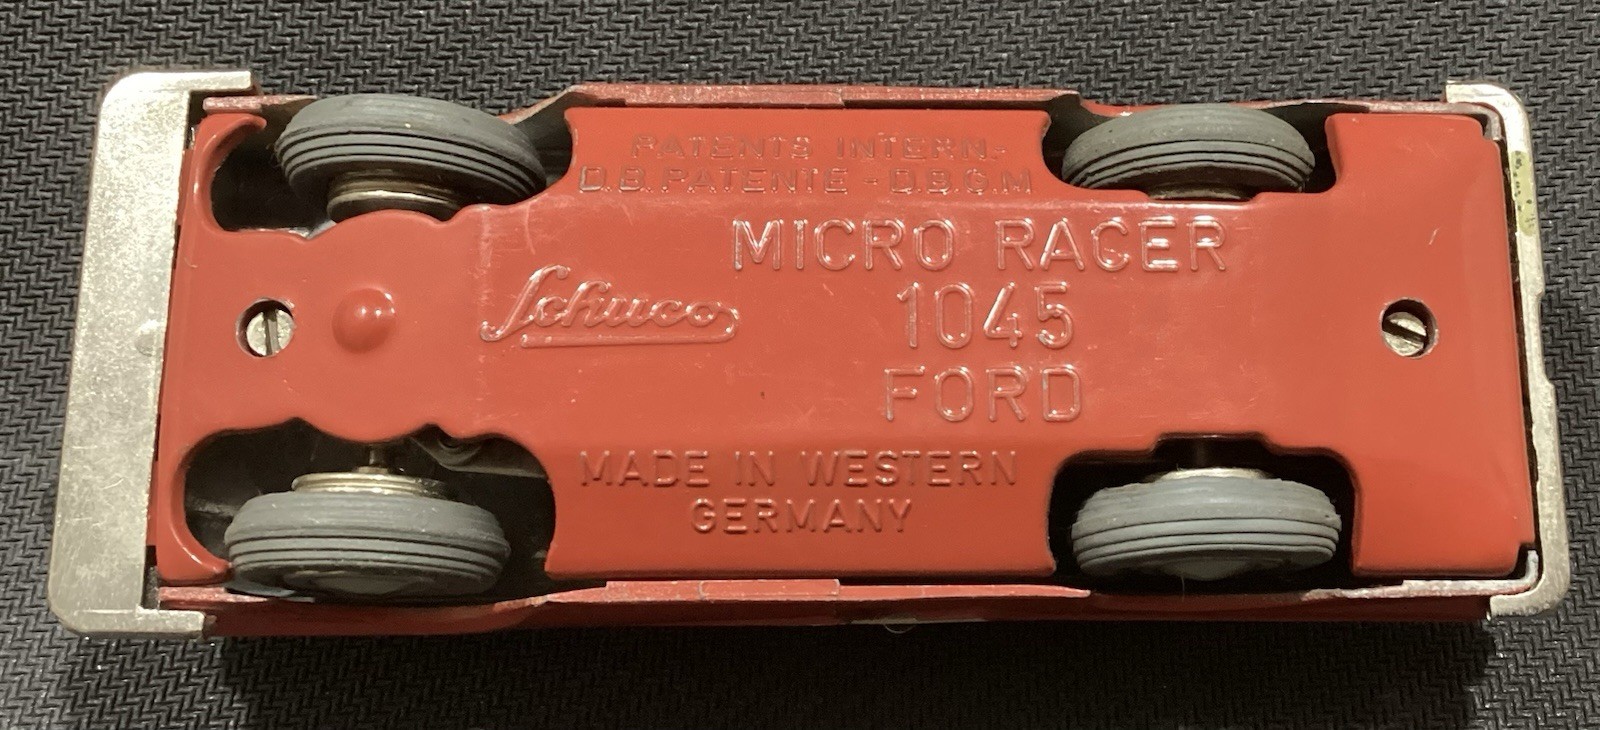 PATENTS INTERN.-
D.B. PATENTE - D.B.G.M
MICRO RACER
Schuco
1045
FORD
MADE IN WESTERN
GERMANY